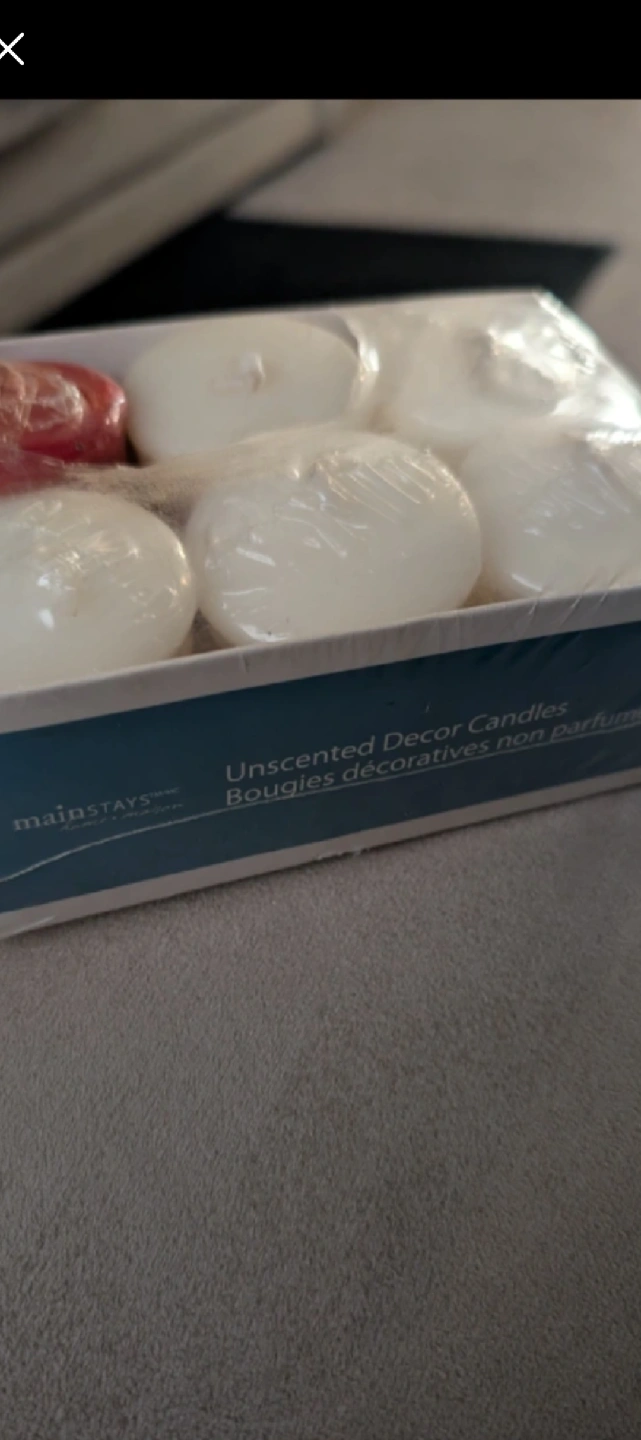 mainSTAYS
Unscented Decor Candles
Bougies décoratives non